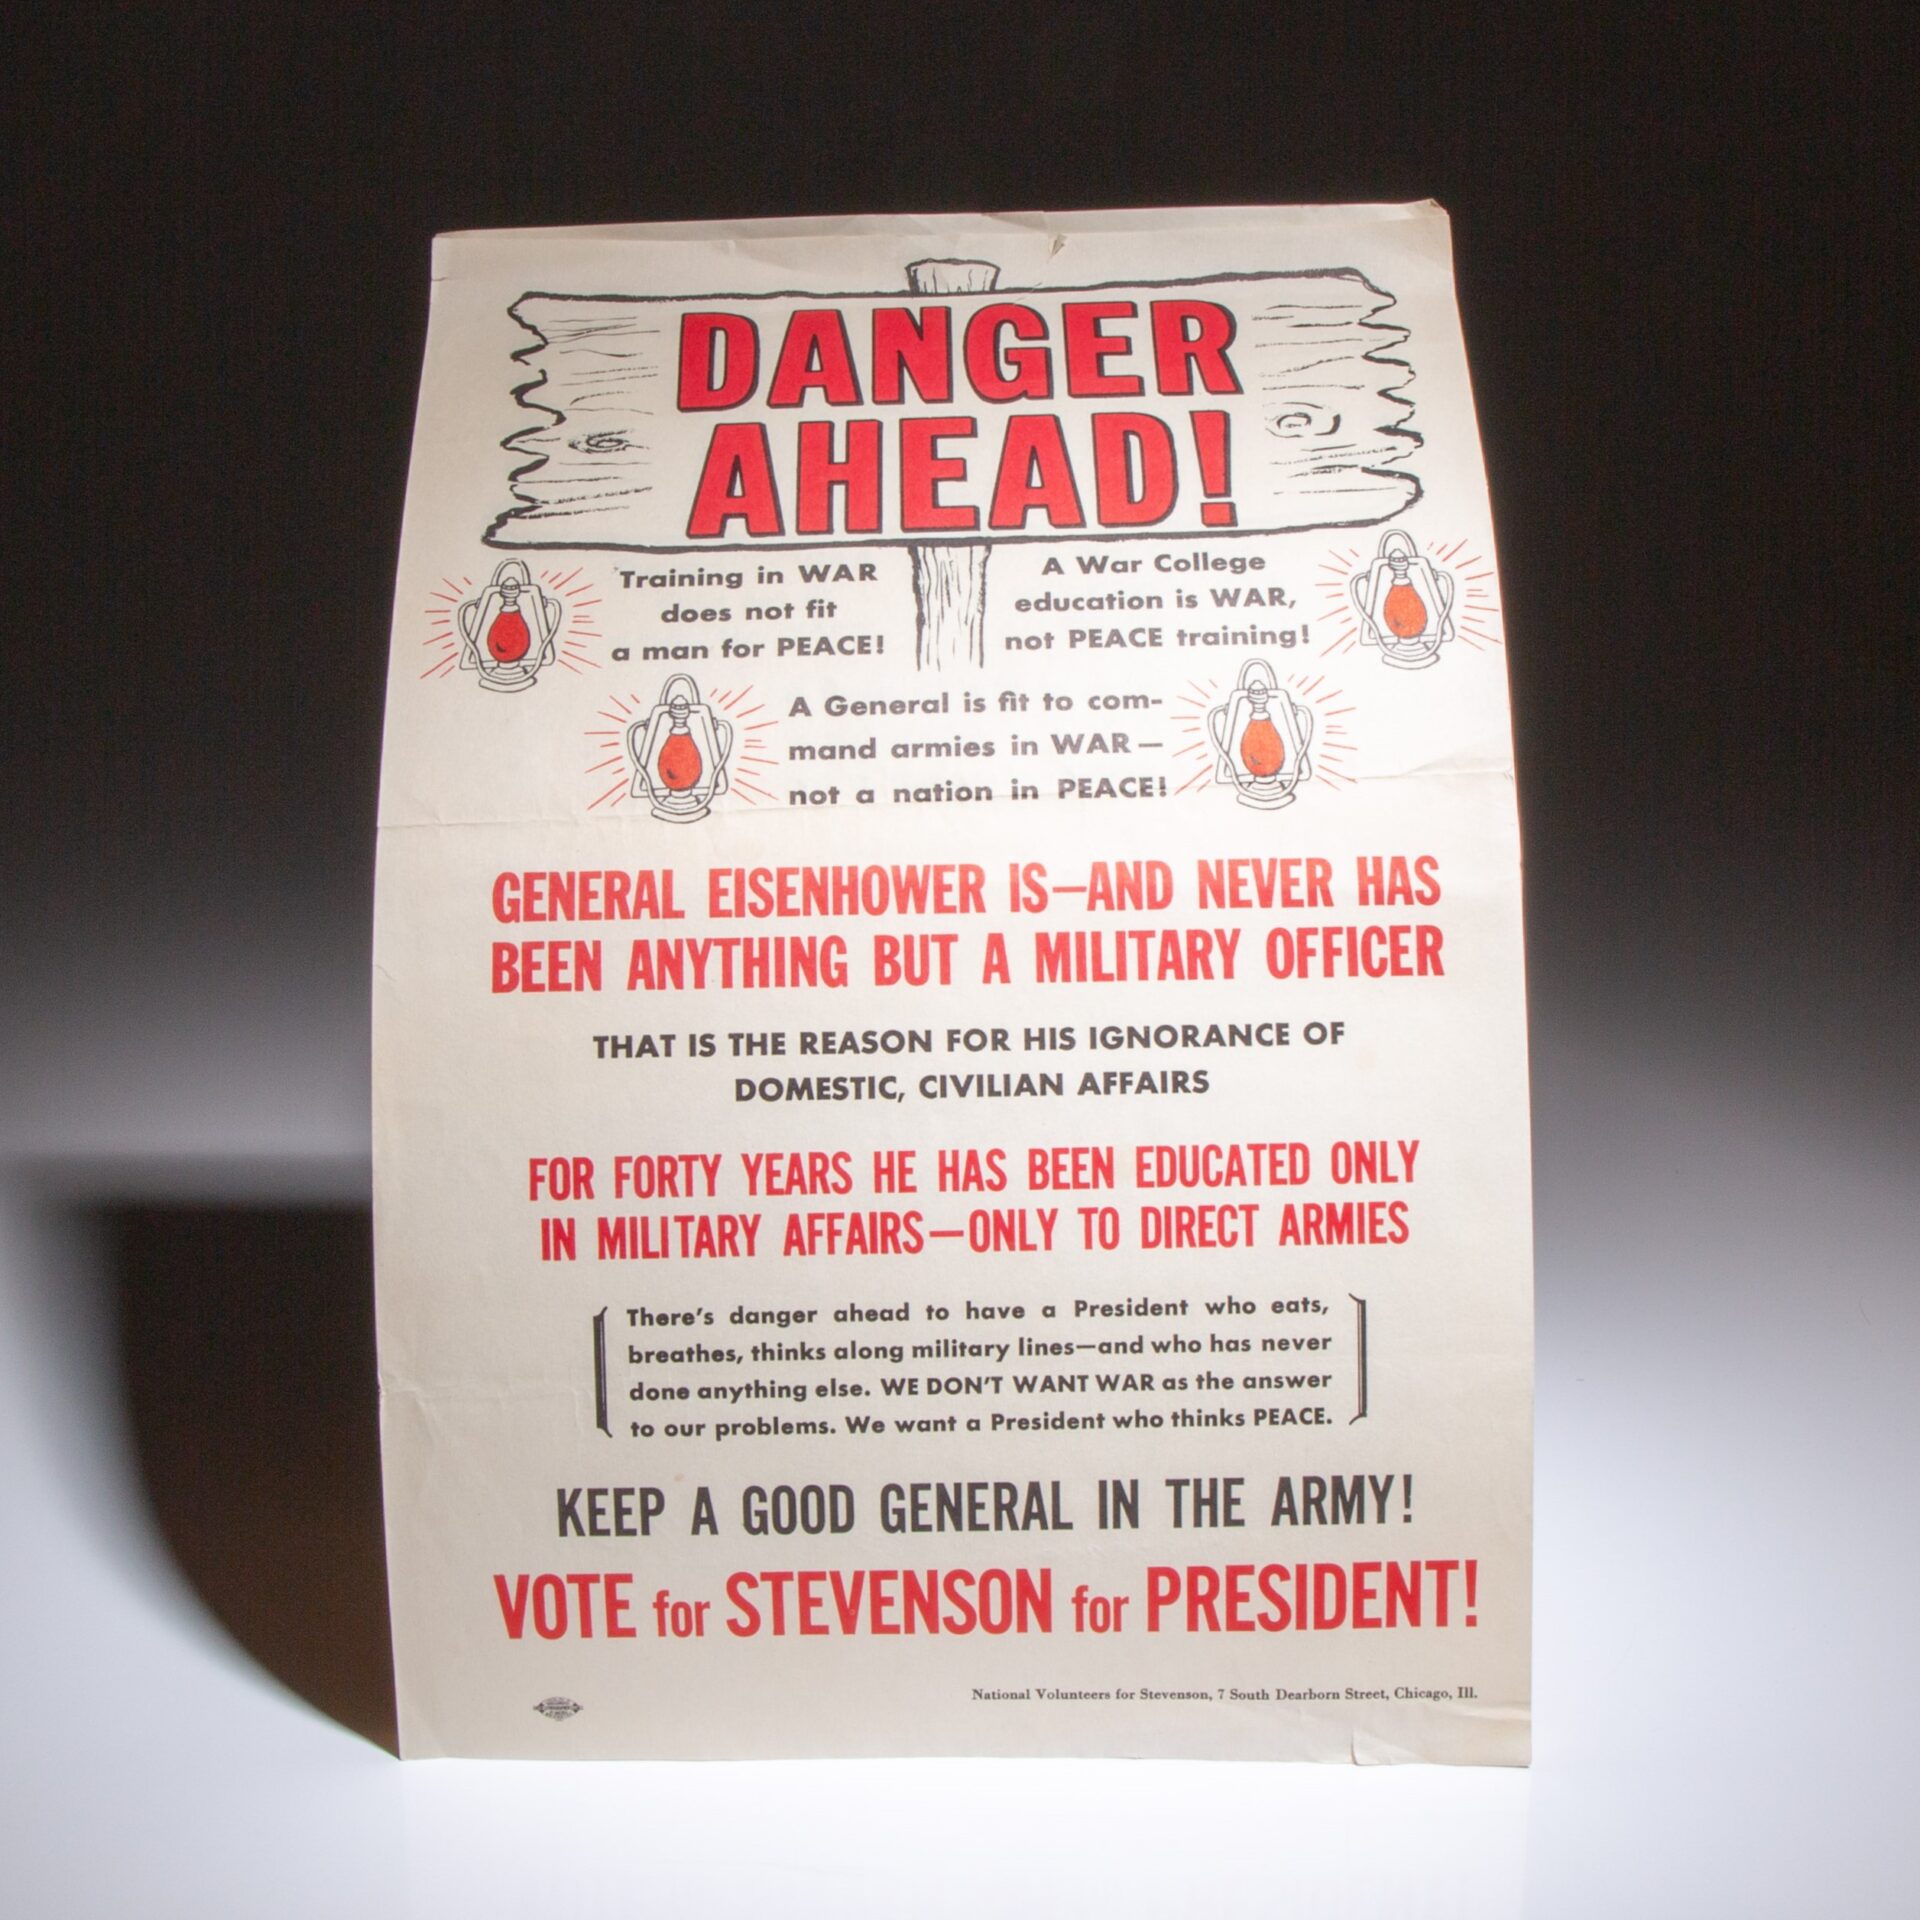 DANGER
AHEAD!
Training in WAR
does not fit
a man for PEACE!
A War College
education is WAR,
not PEACE training!
A General is fit to com-
mand armies in WAR —
not a nation in PEACE!
GENERAL EISENHOWER IS—AND NEVER HAS
BEEN ANYTHING BUT A MILITARY OFFICER
THAT IS THE REASON FOR HIS IGNORANCE OF
DOMESTIC, CIVILIAN AFFAIRS
FOR FORTY YEARS HE HAS BEEN EDUCATED ONLY
IN MILITARY AFFAIRS—ONLY TO DIRECT ARMIES
There's danger ahead to have a President who eats,
breathes, thinks along military lines—and who has never
done anything else. WE DON'T WANT WAR as the answer
to our problems. We want a President who thinks PEACE.
KEEP A GOOD GENERAL IN THE ARMY!
VOTE for STEVENSON for PRESIDENT!
National Volunteers for Stevenson, 7 South Dearborn Street, Chicago, Ill.